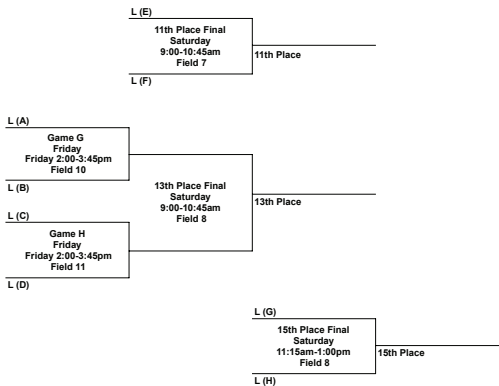 L (E)
11th Place Final
Saturday
9:00-10:45am
Field 7
11th Place
L (F)
L (A)
Game G
Friday
Friday 2:00-3:45pm
Field 10
L (B)
13th Place Final
Saturday
9:00-10:45am
Field 8
13th Place
L (C)
Game H
Friday
Friday 2:00-3:45pm
Field 11
L (D)
L (G)
15th Place Final
Saturday
11:15am-1:00pm
Field 8
15th Place
L (H)